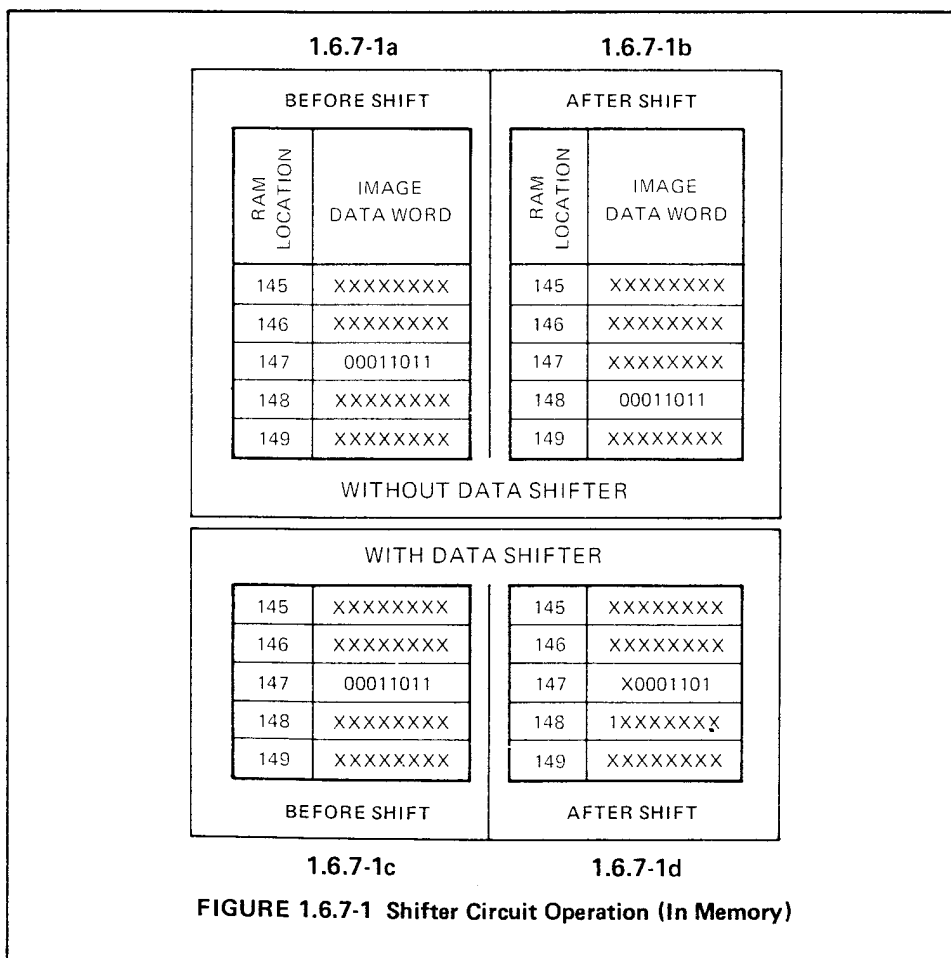 1.6.7-1a 1.6.7-1b
BEFORE SHIFT AFTER SHIFT
RAM LOCATION IMAGE DATA WORD RAM LOCATION IMAGE DATA WORD
145 XXXXXXXX 145 XXXXXXXX
146 XXXXXXXX 146 XXXXXXXX
147 00011011 147 XXXXXXXX
148 XXXXXXXX 148 00011011
149 XXXXXXXX 149 XXXXXXXX
WITHOUT DATA SHIFTER
WITH DATA SHIFTER
145 XXXXXXXX 145 XXXXXXXX
146 XXXXXXXX 146 XXXXXXXX
147 00011011 147 X0001101
148 XXXXXXXX 148 1XXXXXXX
149 XXXXXXXX 149 XXXXXXXX
BEFORE SHIFT AFTER SHIFT
1.6.7-1c 1.6.7-1d
FIGURE 1.6.7-1 Shifter Circuit Operation (In Memory)